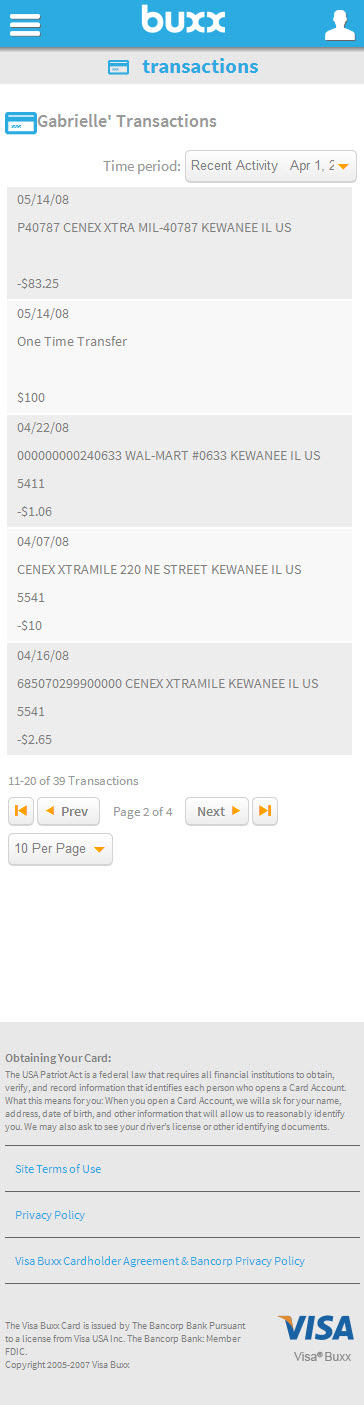 buxx
transactions
Gabrielle' Transactions
Time period: Recent Activity Apr 1, 2
05/14/08
P40787 CENEX XTRA MIL-40787 KEWANEE IL US
-$83.25
05/14/08
One Time Transfer
$100
04/22/08
000000000240633 WAL-MART #0633 KEWANEE IL US
5411
-$1.06
04/07/08
CENEX XTRAMILE 220 NE STREET KEWANEE IL US
5541
-$10
04/16/08
685070299900000 CENEX XTRAMILE KEWANEE IL US
5541
-$2.65
11-20 of 39 Transactions
Prev Page 2 of 4 Next
10 Per Page
Obtaining Your Card:
The USA Patriot Act is a federal law that requires all financial institutions to obtain,
verify, and record information that identifies each person who opens a Card Account.
What this means for you: When you open a Card Account, we willa sk for your name,
address, date of birth, and other information that will allow us to reasonably identify
you. We may also ask to see your driver's license or other identifying documents.
Site Terms of Use
Privacy Policy
Visa Buxx Cardholder Agreement & Bancorp Privacy Policy
The Visa Buxx Card is issued by The Bancorp Bank Pursuant
to a license from Visa USA Inc. The Bancorp Bank: Member
FDIC.
Copyright 2005-2007 Visa Buxx
VISA
Visa® Buxx